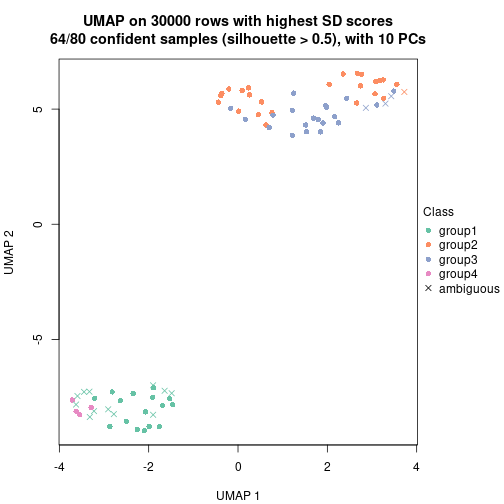 UMAP on 30000 rows with highest SD scores
64/80 confident samples (silhouette > 0.5), with 10 PCs
5
0
-5
-4
-2
0
2
4
UMAP 1
UMAP 2
Class
group1
group2
group3
group4
ambiguous